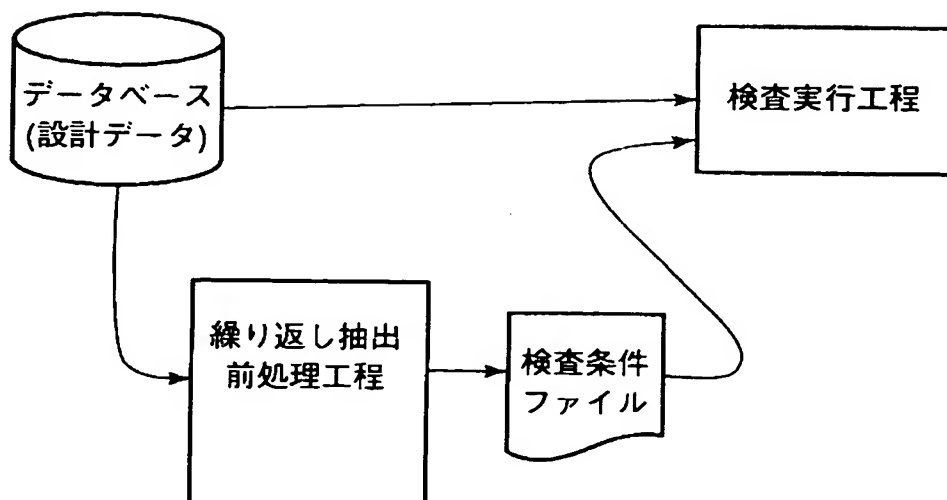 データベース
(設計データ)
検査実行工程
繰り返し抽出
前処理工程
検査条件
ファイル